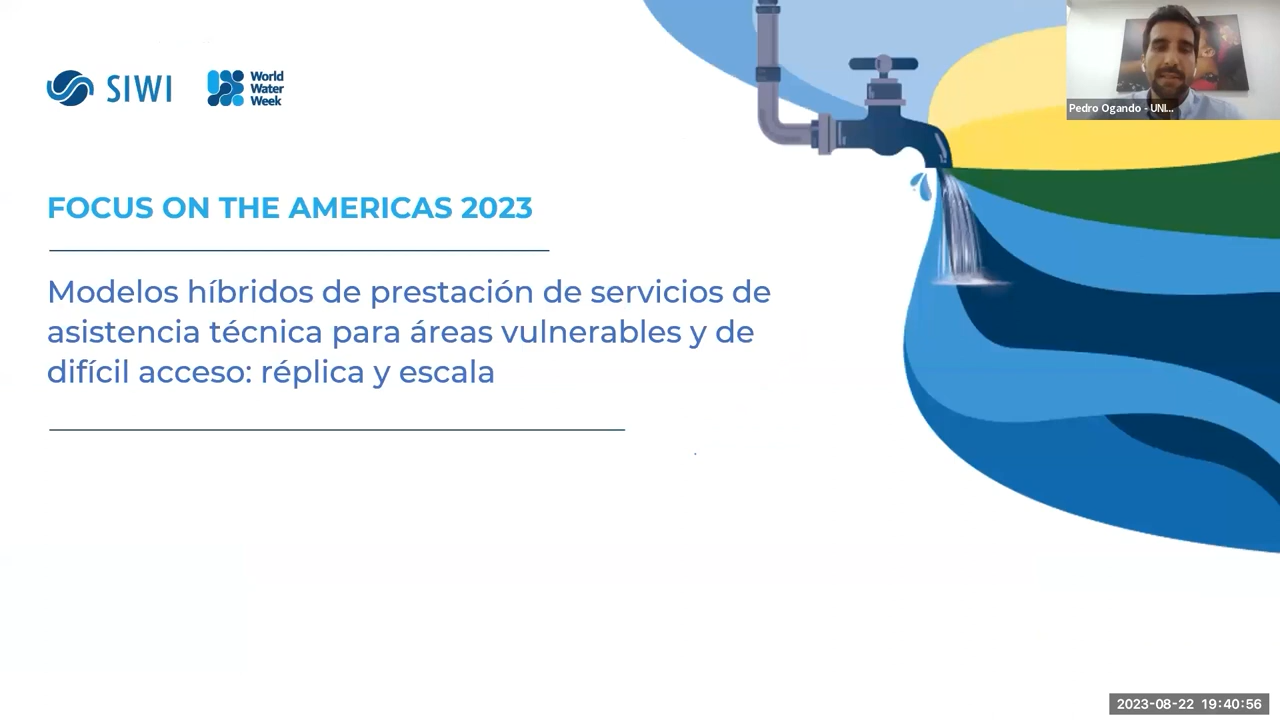 SIWI
World
Water
Week
Pedro Ogando - UNI...
FOCUS ON THE AMERICAS 2023
Modelos híbridos de prestación de servicios de
asistencia técnica para áreas vulnerables y de
difícil acceso: réplica y escala
2023-08-22 19:40:56